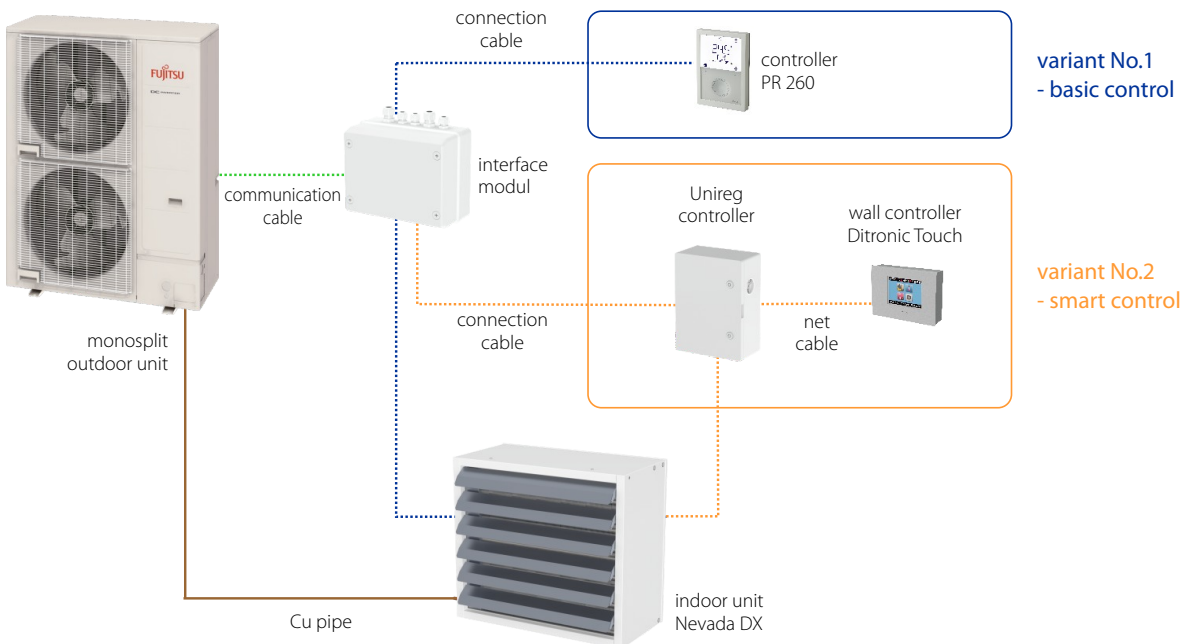 connection
cable
controller
PR 260
variant No.1
- basic control
FUJITSU
interface
modul
communication
cable
Unireg
controller
wall controller
Ditronic Touch
variant No.2
- smart control
connection
cable
net
cable
monosplit
outdoor unit
Cu pipe
indoor unit
Nevada DX